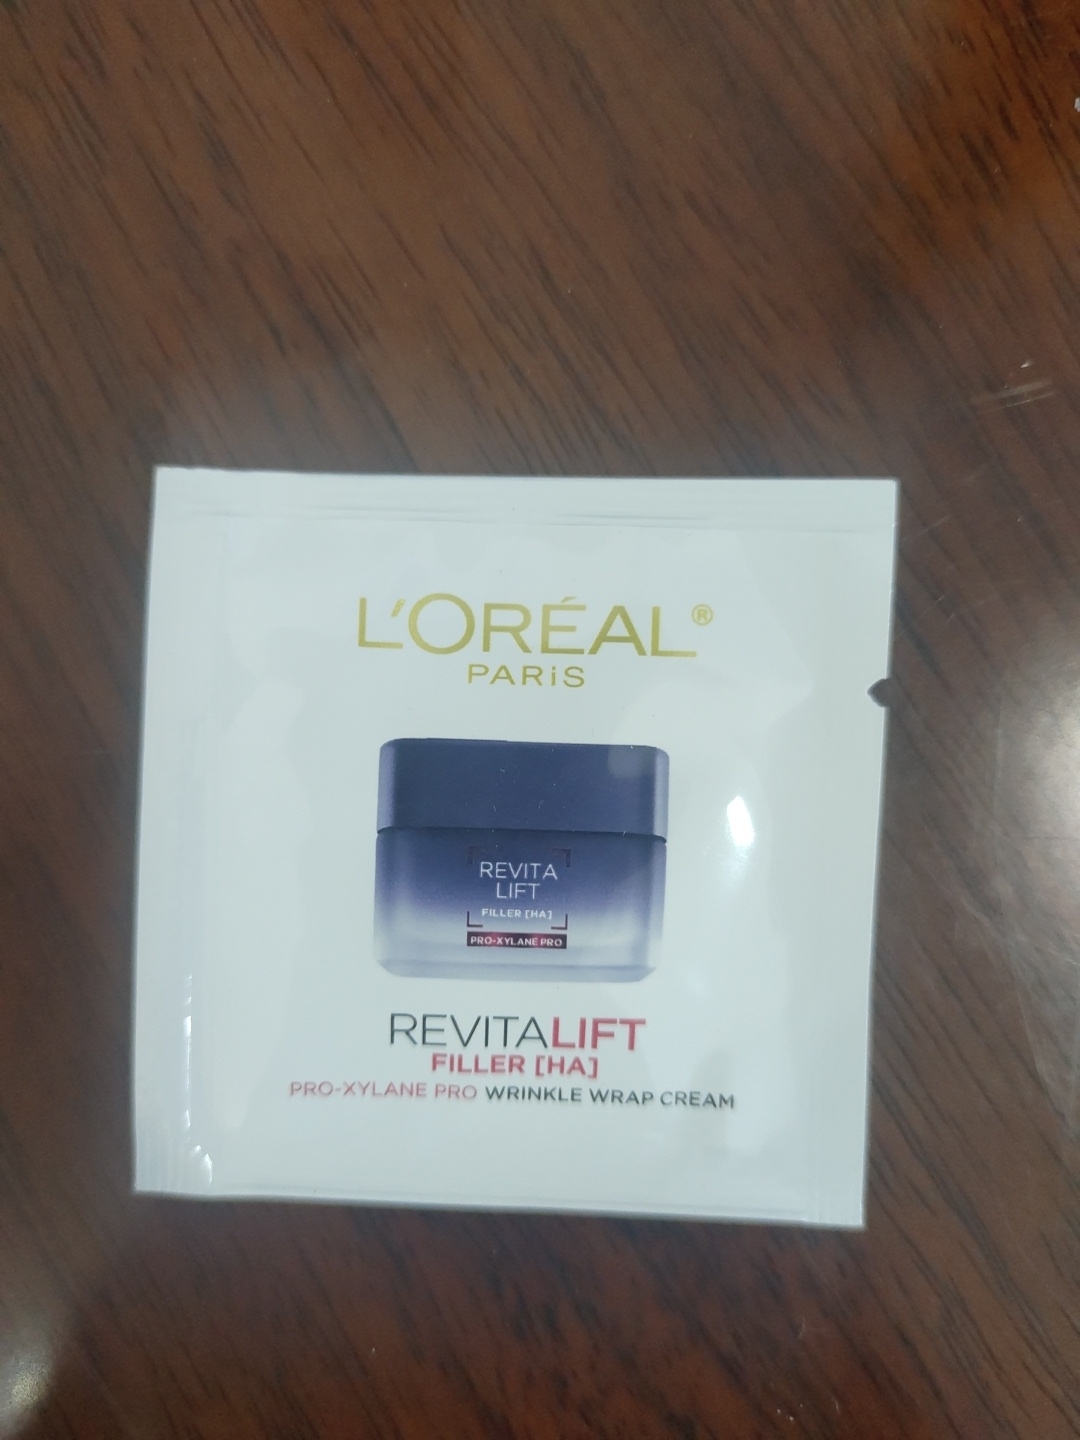 L'ORÉAL®
PARiS
REVITA
LIFT
FILLER [HA]
PRO-XYLANE PRO
REVITALIFT
FILLER [HA]
PRO-XYLANE PRO WRINKLE WRAP CREAM